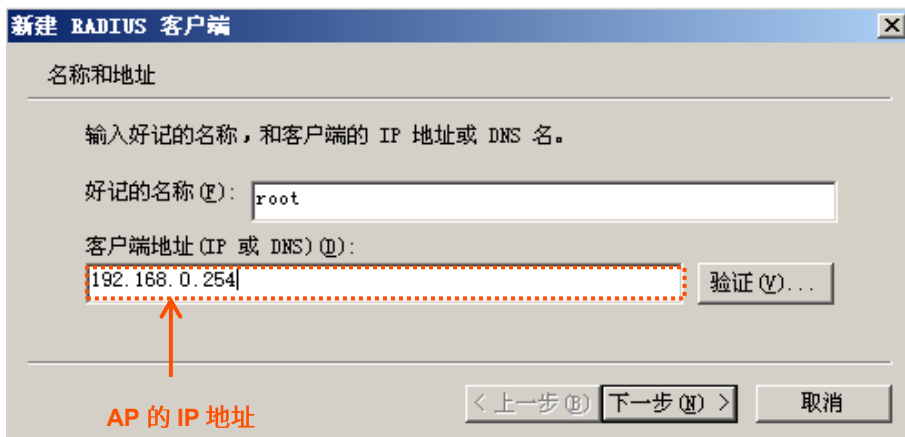 新建 RADIUS 客户端
名称和地址
输入好记的名称，和客户端的 IP 地址或 DNS 名。
好记的名称(F): root
客户端地址(IP 或 DNS)(D):
192.168.0.254 验证(V)...
AP 的 IP 地址
< 上一步(B) 下一步(N) > 取消